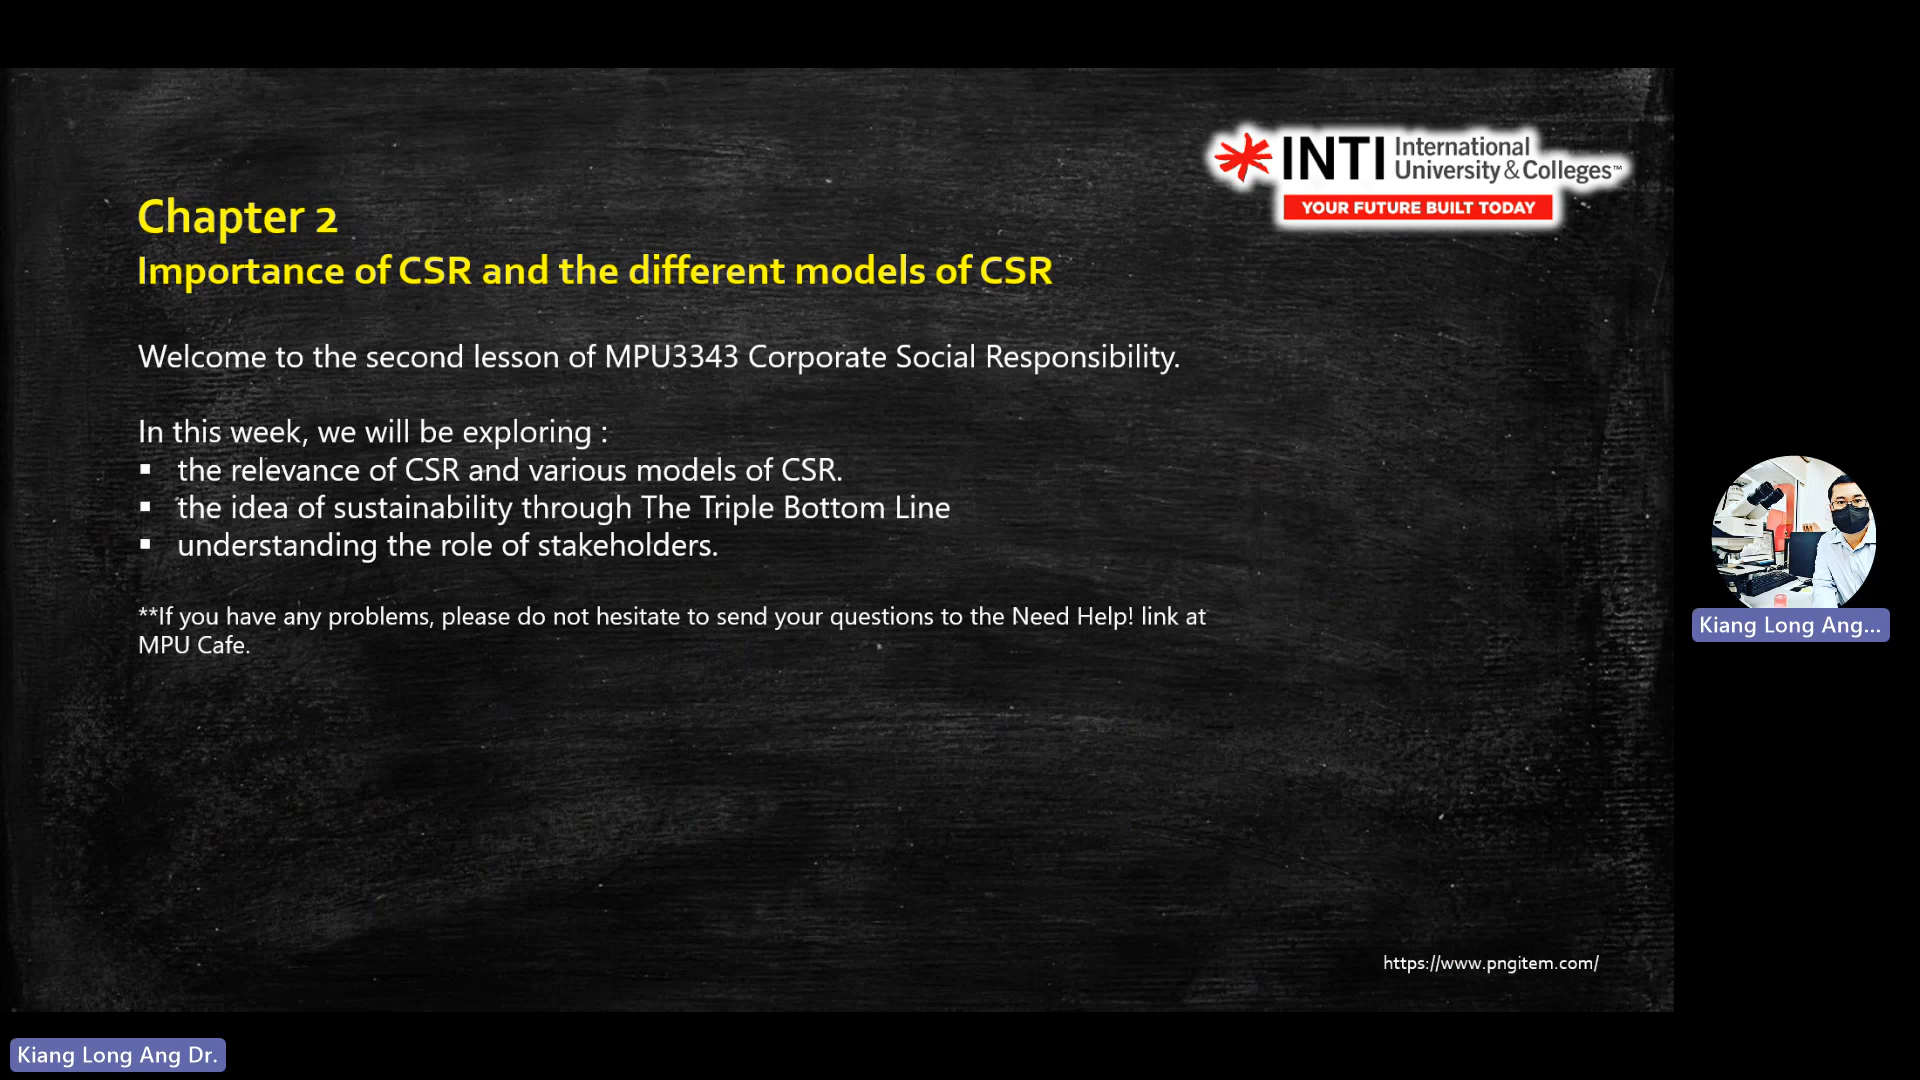 INTI International
University & Colleges™
YOUR FUTURE BUILT TODAY
Chapter 2
Importance of CSR and the different models of CSR
Welcome to the second lesson of MPU3343 Corporate Social Responsibility.
In this week, we will be exploring :
▪ the relevance of CSR and various models of CSR.
▪ the idea of sustainability through The Triple Bottom Line
▪ understanding the role of stakeholders.
**If you have any problems, please do not hesitate to send your questions to the Need Help! link at
MPU Cafe.
Kiang Long Ang...
https://www.pngitem.com/
Kiang Long Ang Dr.